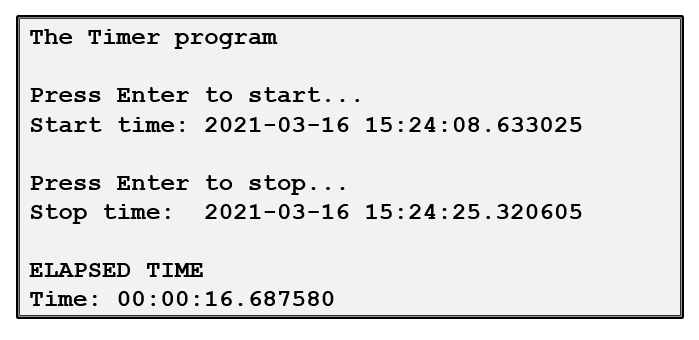 The Timer program
Press Enter to start...
Start time: 2021-03-16 15:24:08.633025
Press Enter to stop...
Stop time:  2021-03-16 15:24:25.320605
ELAPSED TIME
Time: 00:00:16.687580